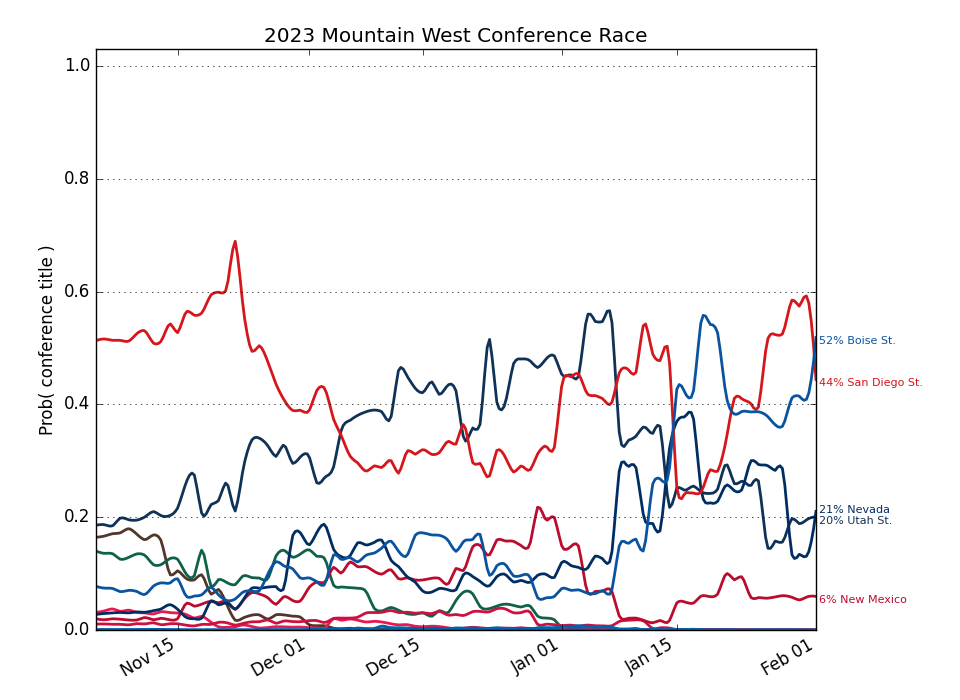 2023 Mountain West Conference Race
Prob( conference title )
1.0
0.8
0.6
0.4
0.2
0.0
52% Boise St.
44% San Diego St.
21% Nevada
20% Utah St.
6% New Mexico
Nov 15
Dec 01
Dec 15
Jan 01
Jan 15
Feb 01